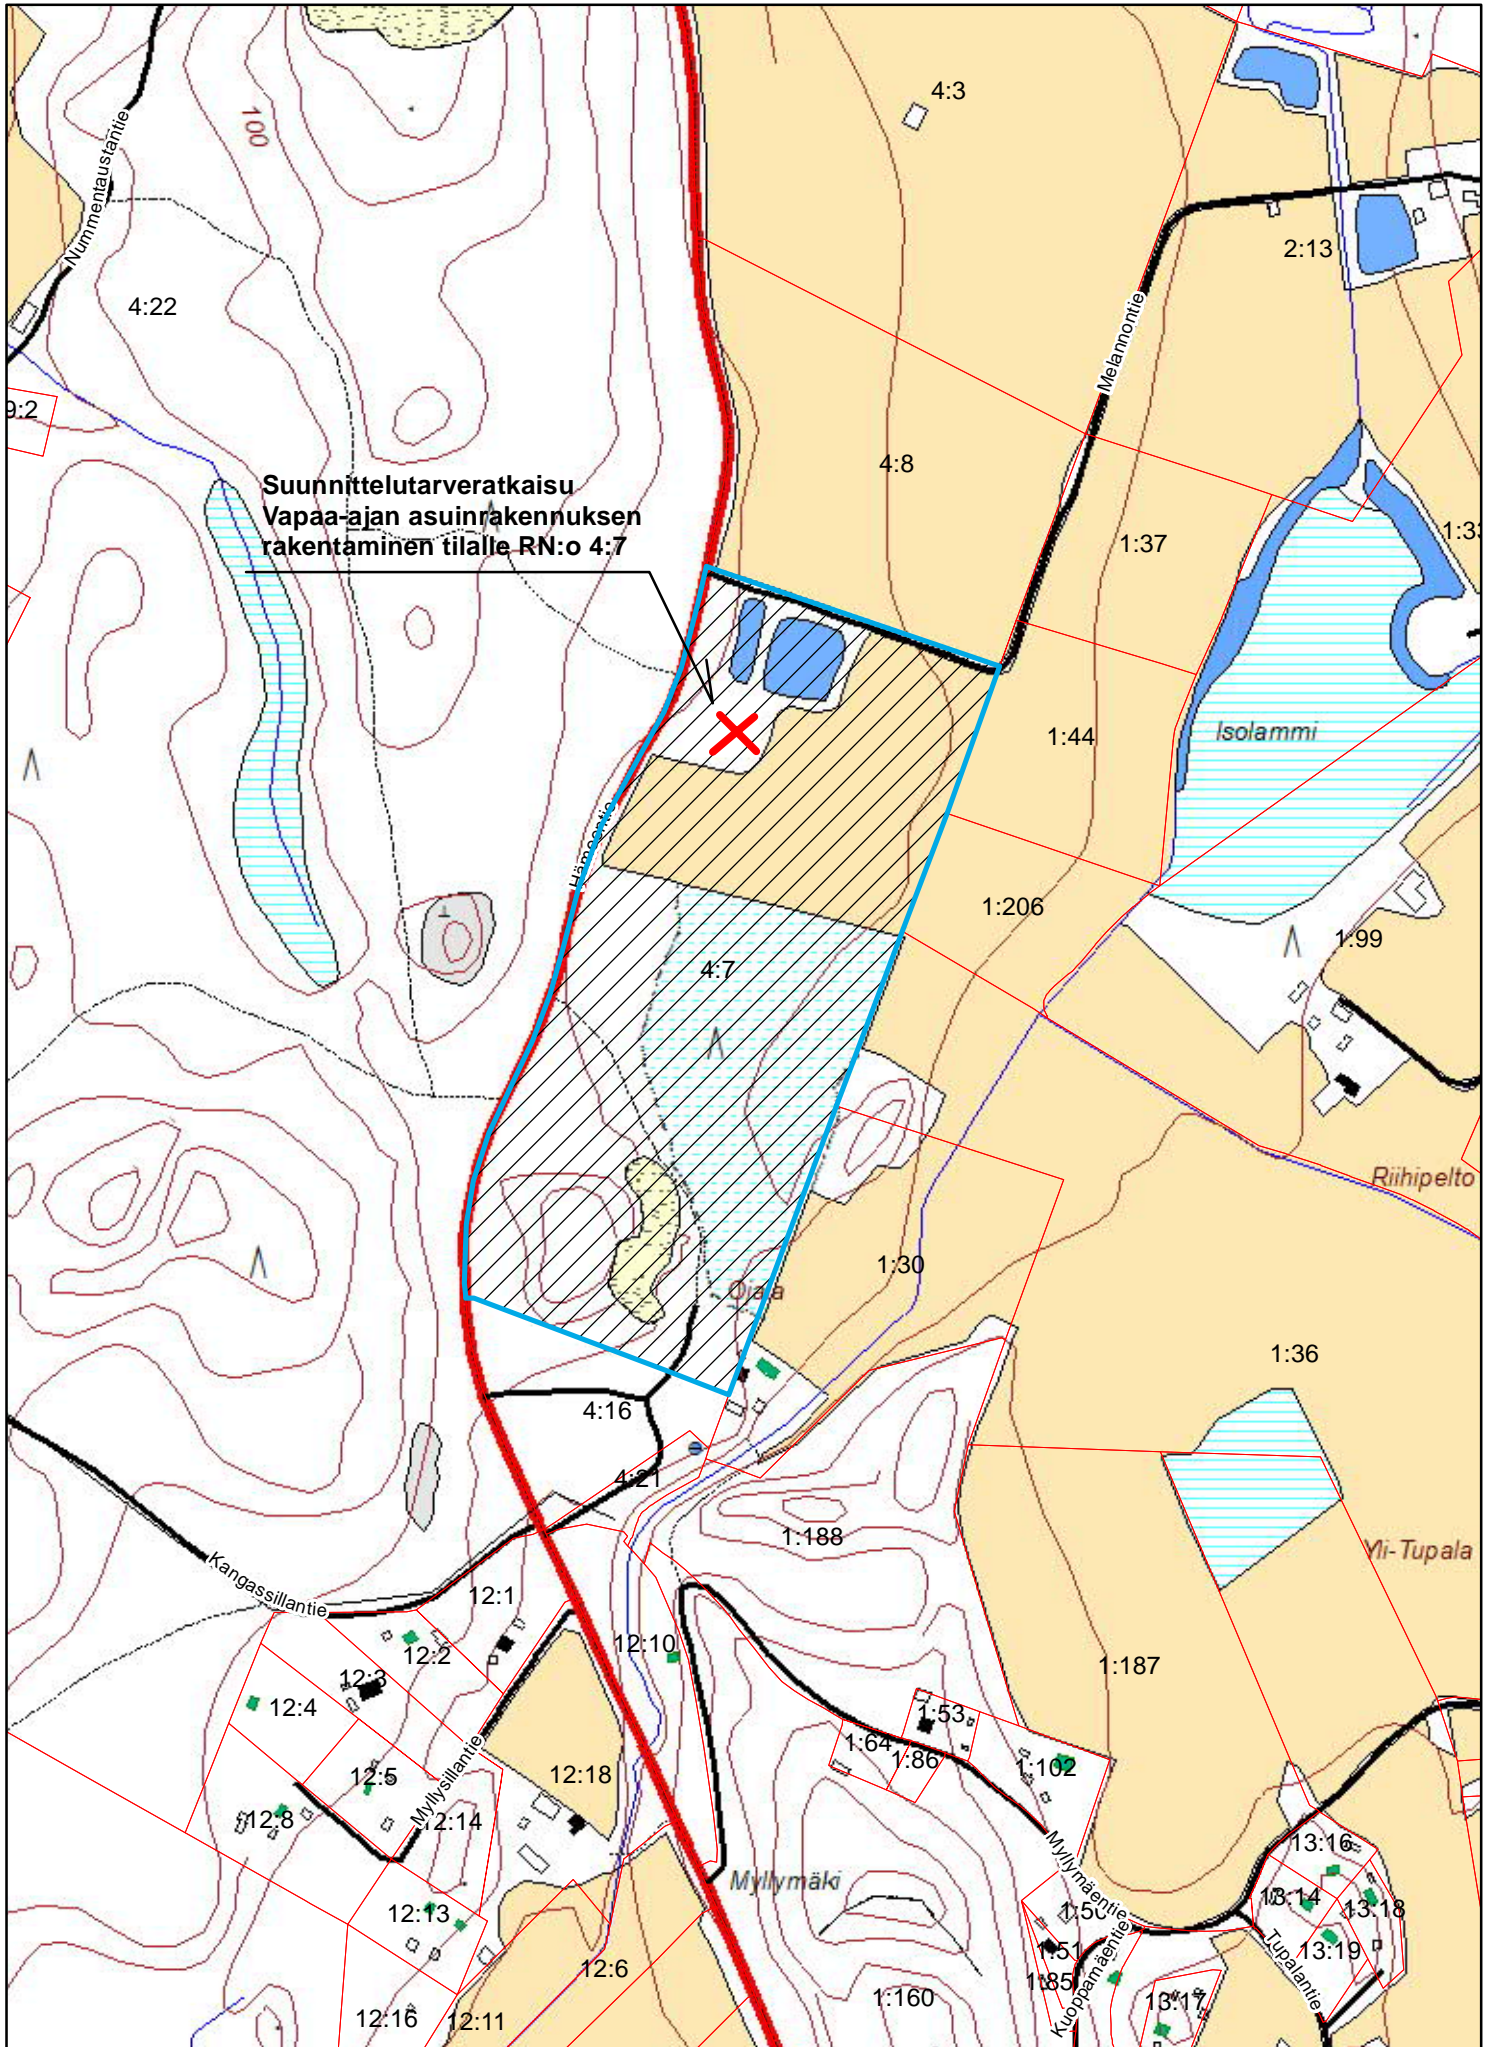 4:3
100
Nummentaustantie
2:13
4:22
Melannontie
9:2
4:8
Suunnittelutarveratkaisu
Vapaa-ajan asuinrakennuksen
rakentaminen tilalle RN:o 4:7
1:37
1:33
Isolammi
1:44
Hämeentie
1:206
1:99
4:7
Riihipelto
1:30
Ojala
1:36
4:16
4:21
1:188
Yli-Tupala
Kangassillantie
12:1
12:10
12:2
1:187
12:3
12:4
1:53
1:64
1:86
1:102
12:5
12:18
Myllysillantie
12:8
12:14
13:16
Myllymäki
Myllymäentie
13:14
13:18
12:13
1:50
1:51
13:19
Tupalantie
12:6
1:85
Kuoppamäentie
1:160
13:17
12:16
12:11